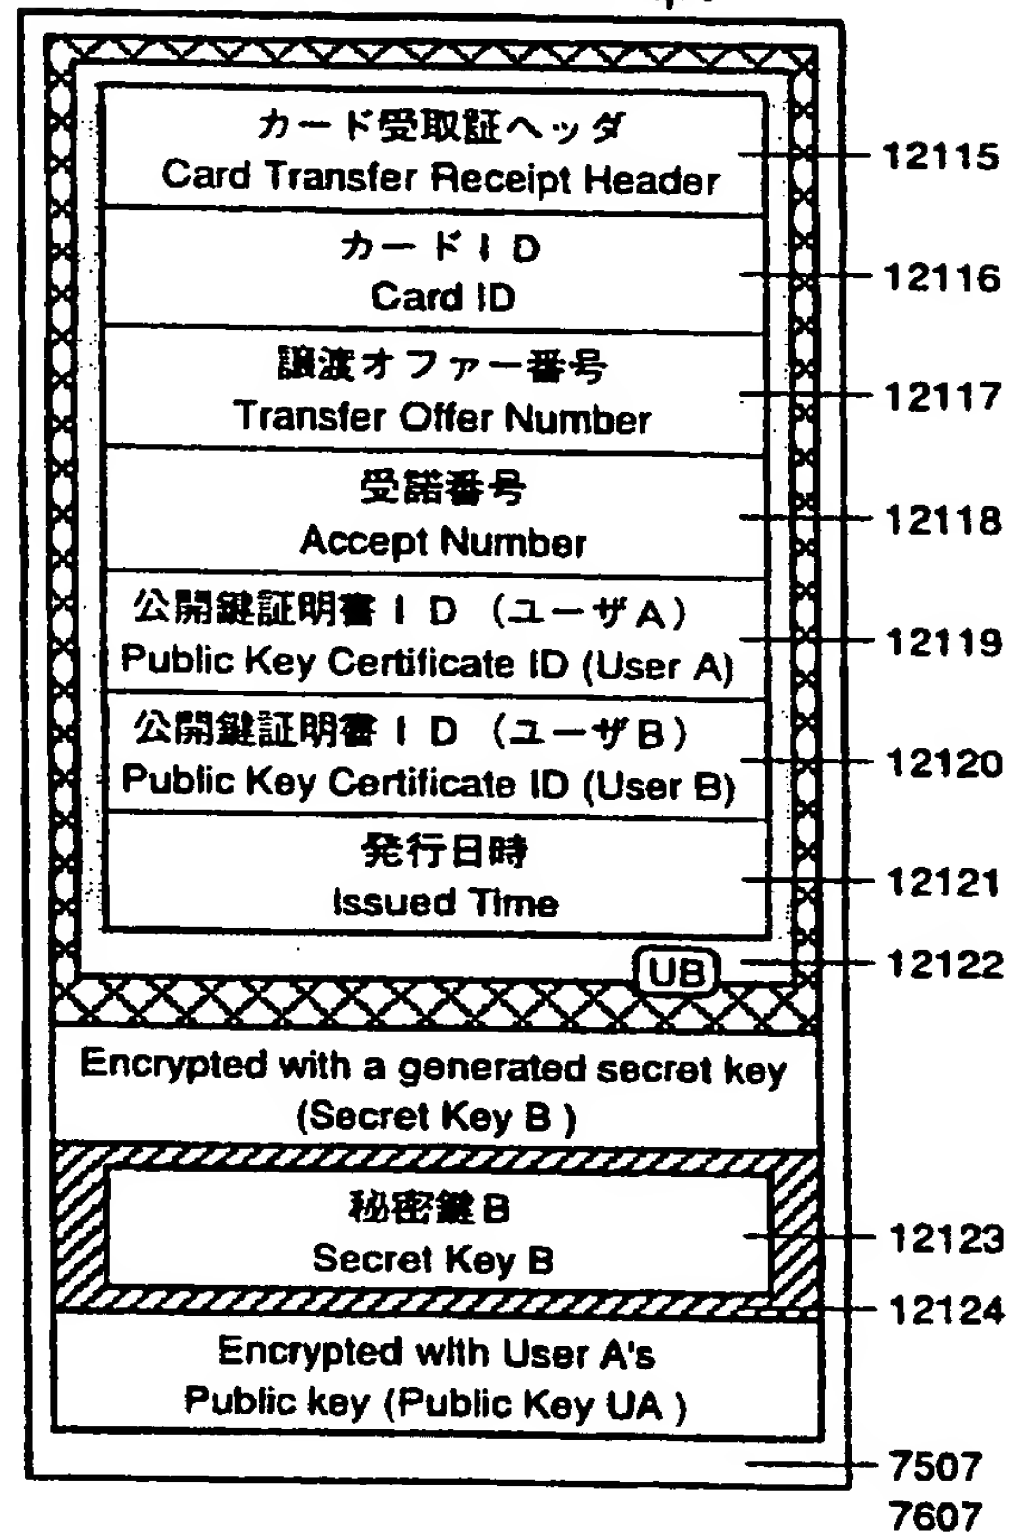 カード受取証ヘッダ
Card Transfer Receipt Header
12115
カードID
Card ID
12116
譲渡オファー番号
Transfer Offer Number
12117
受諾番号
Accept Number
12118
公開鍵証明書ID（ユーザA）
Public Key Certificate ID (User A)
12119
公開鍵証明書ID（ユーザB）
Public Key Certificate ID (User B)
12120
発行日時
Issued Time
12121
UB
12122
Encrypted with a generated secret key
(Secret Key B )
秘密鍵B
Secret Key B
12123
12124
Encrypted with User A's
Public key (Public Key UA )
7507
7607